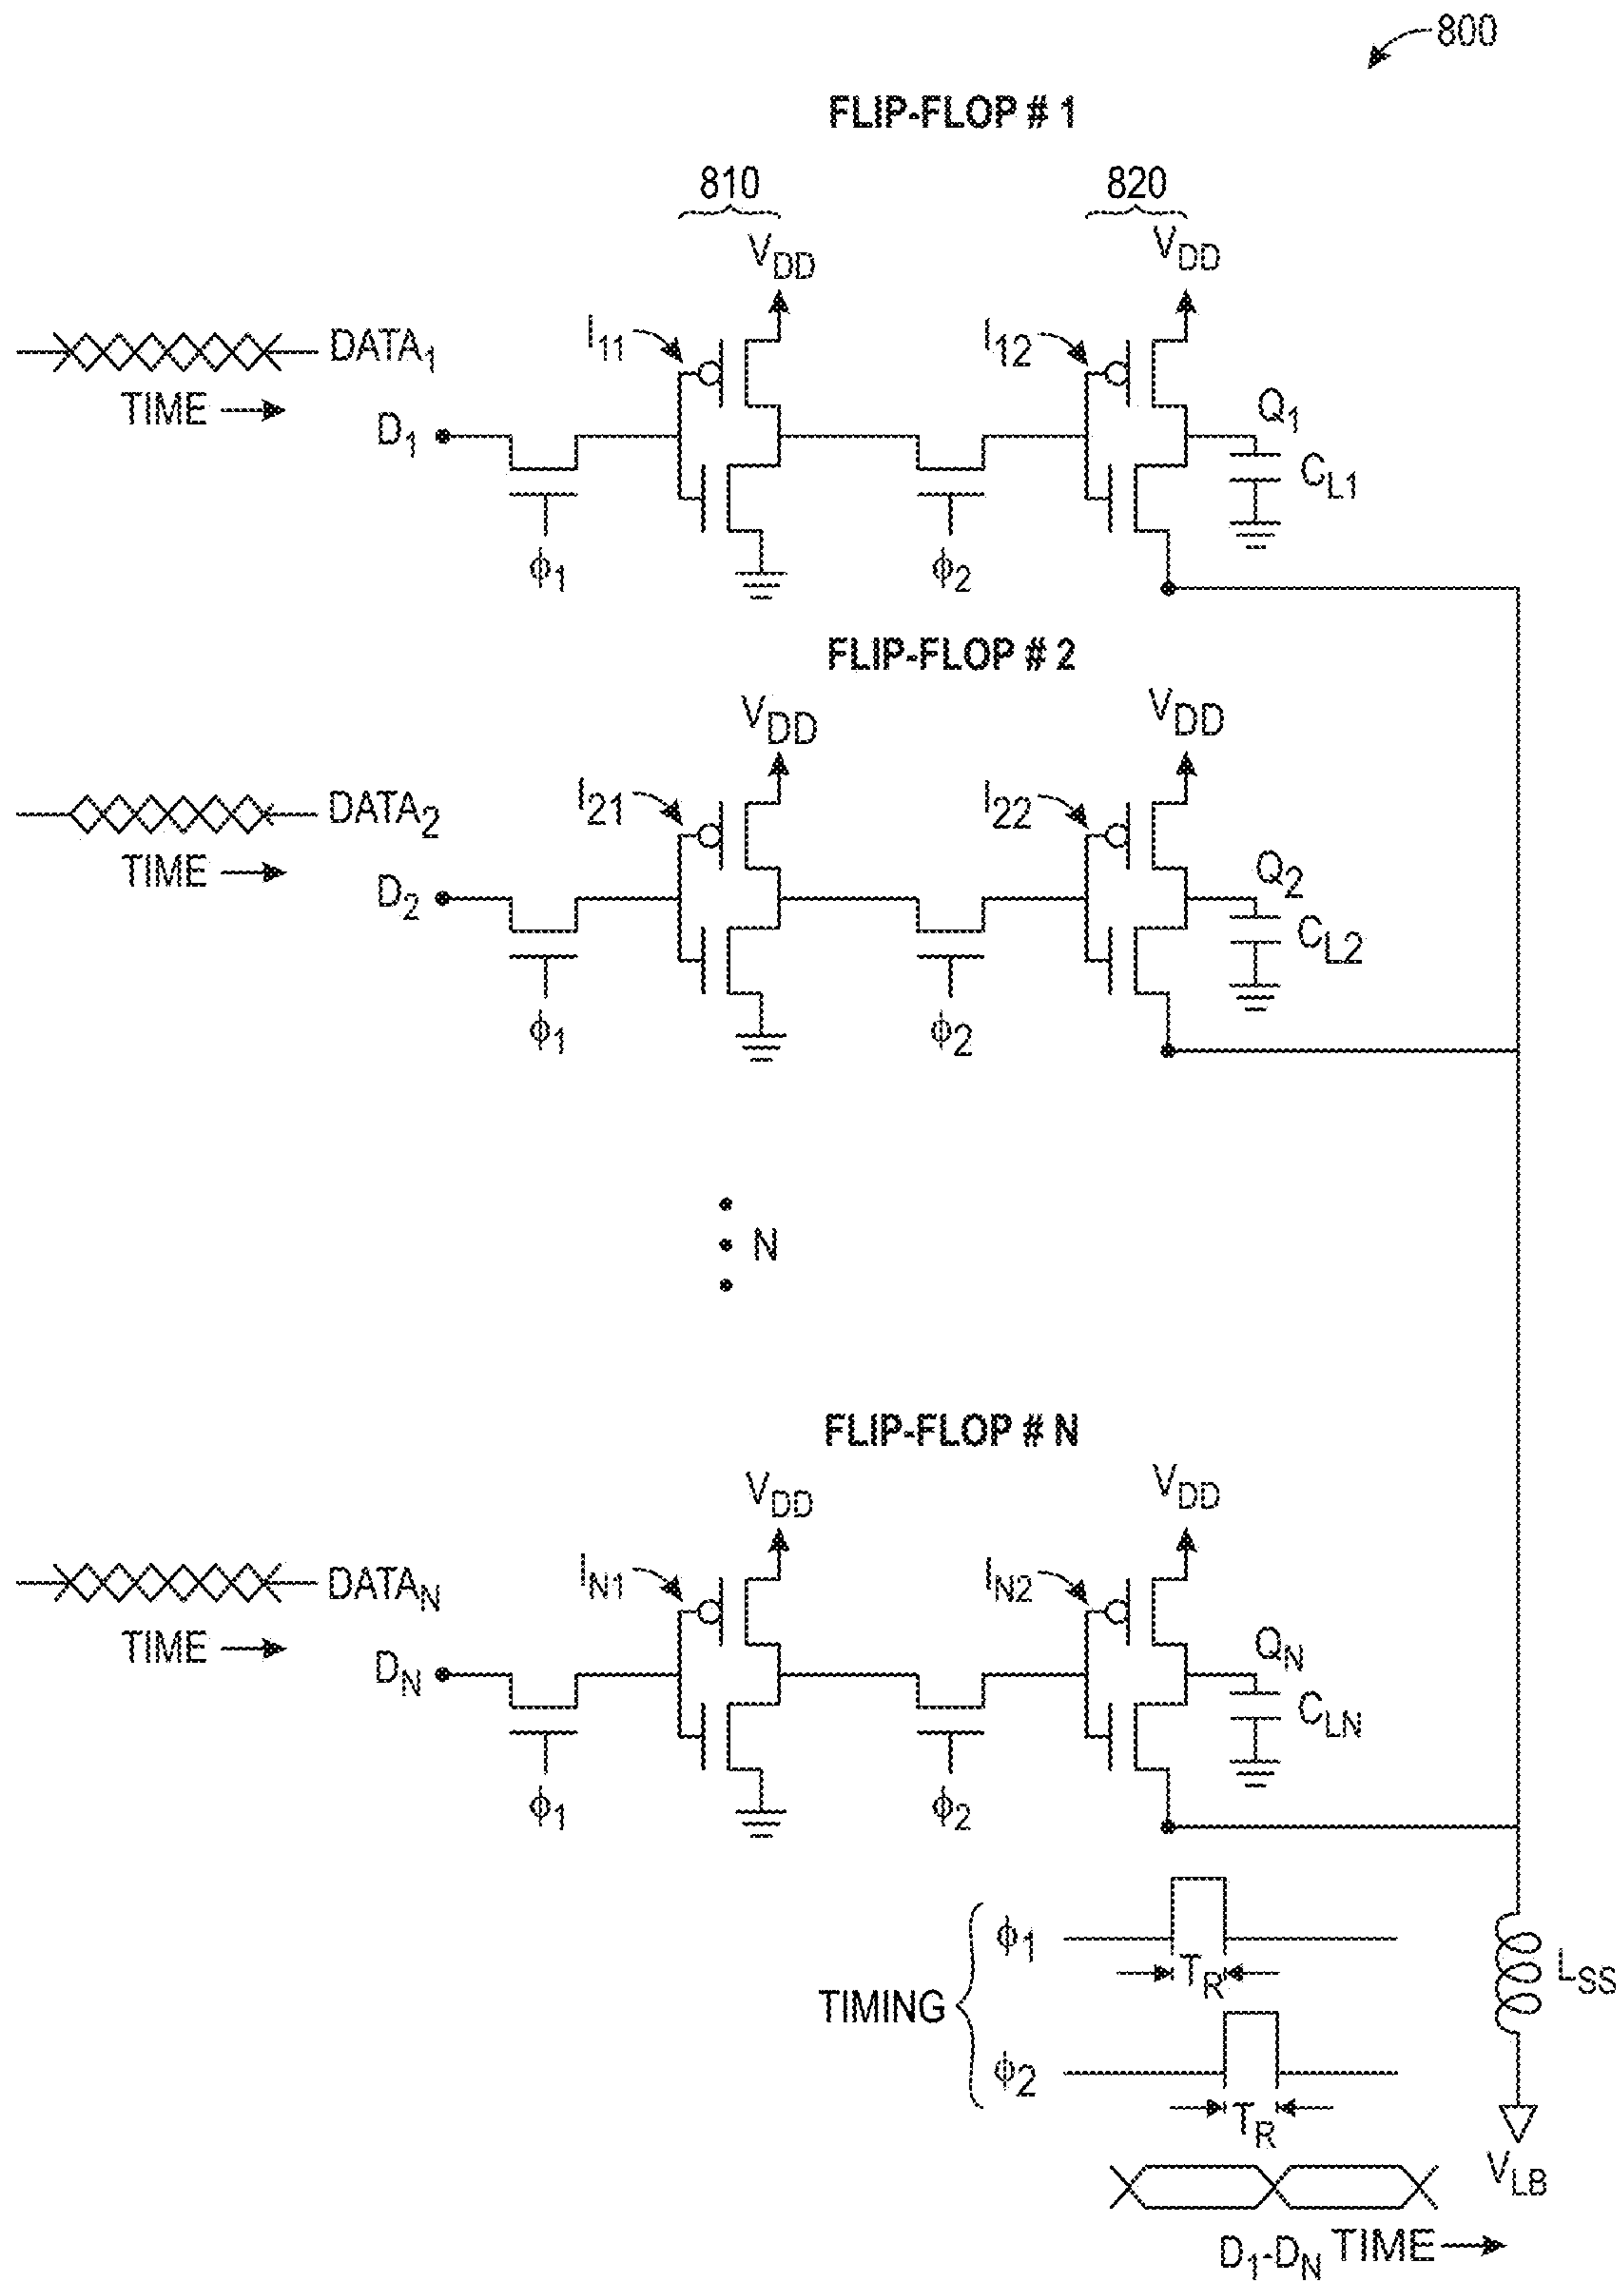 800
FLIP-FLOP # 1
810
820
VDD
VDD
DATA1
I11
I12
TIME
D1
Q1
CL1
ϕ1
ϕ2
FLIP-FLOP # 2
VDD
VDD
DATA2
I21
I22
TIME
D2
Q2
CL2
ϕ1
ϕ2
N
FLIP-FLOP # N
VDD
VDD
DATAN
IN1
IN2
TIME
DN
QN
CLN
ϕ1
ϕ2
TIMING
ϕ1
TR
LSS
ϕ2
TR
VLB
D1-DN TIME